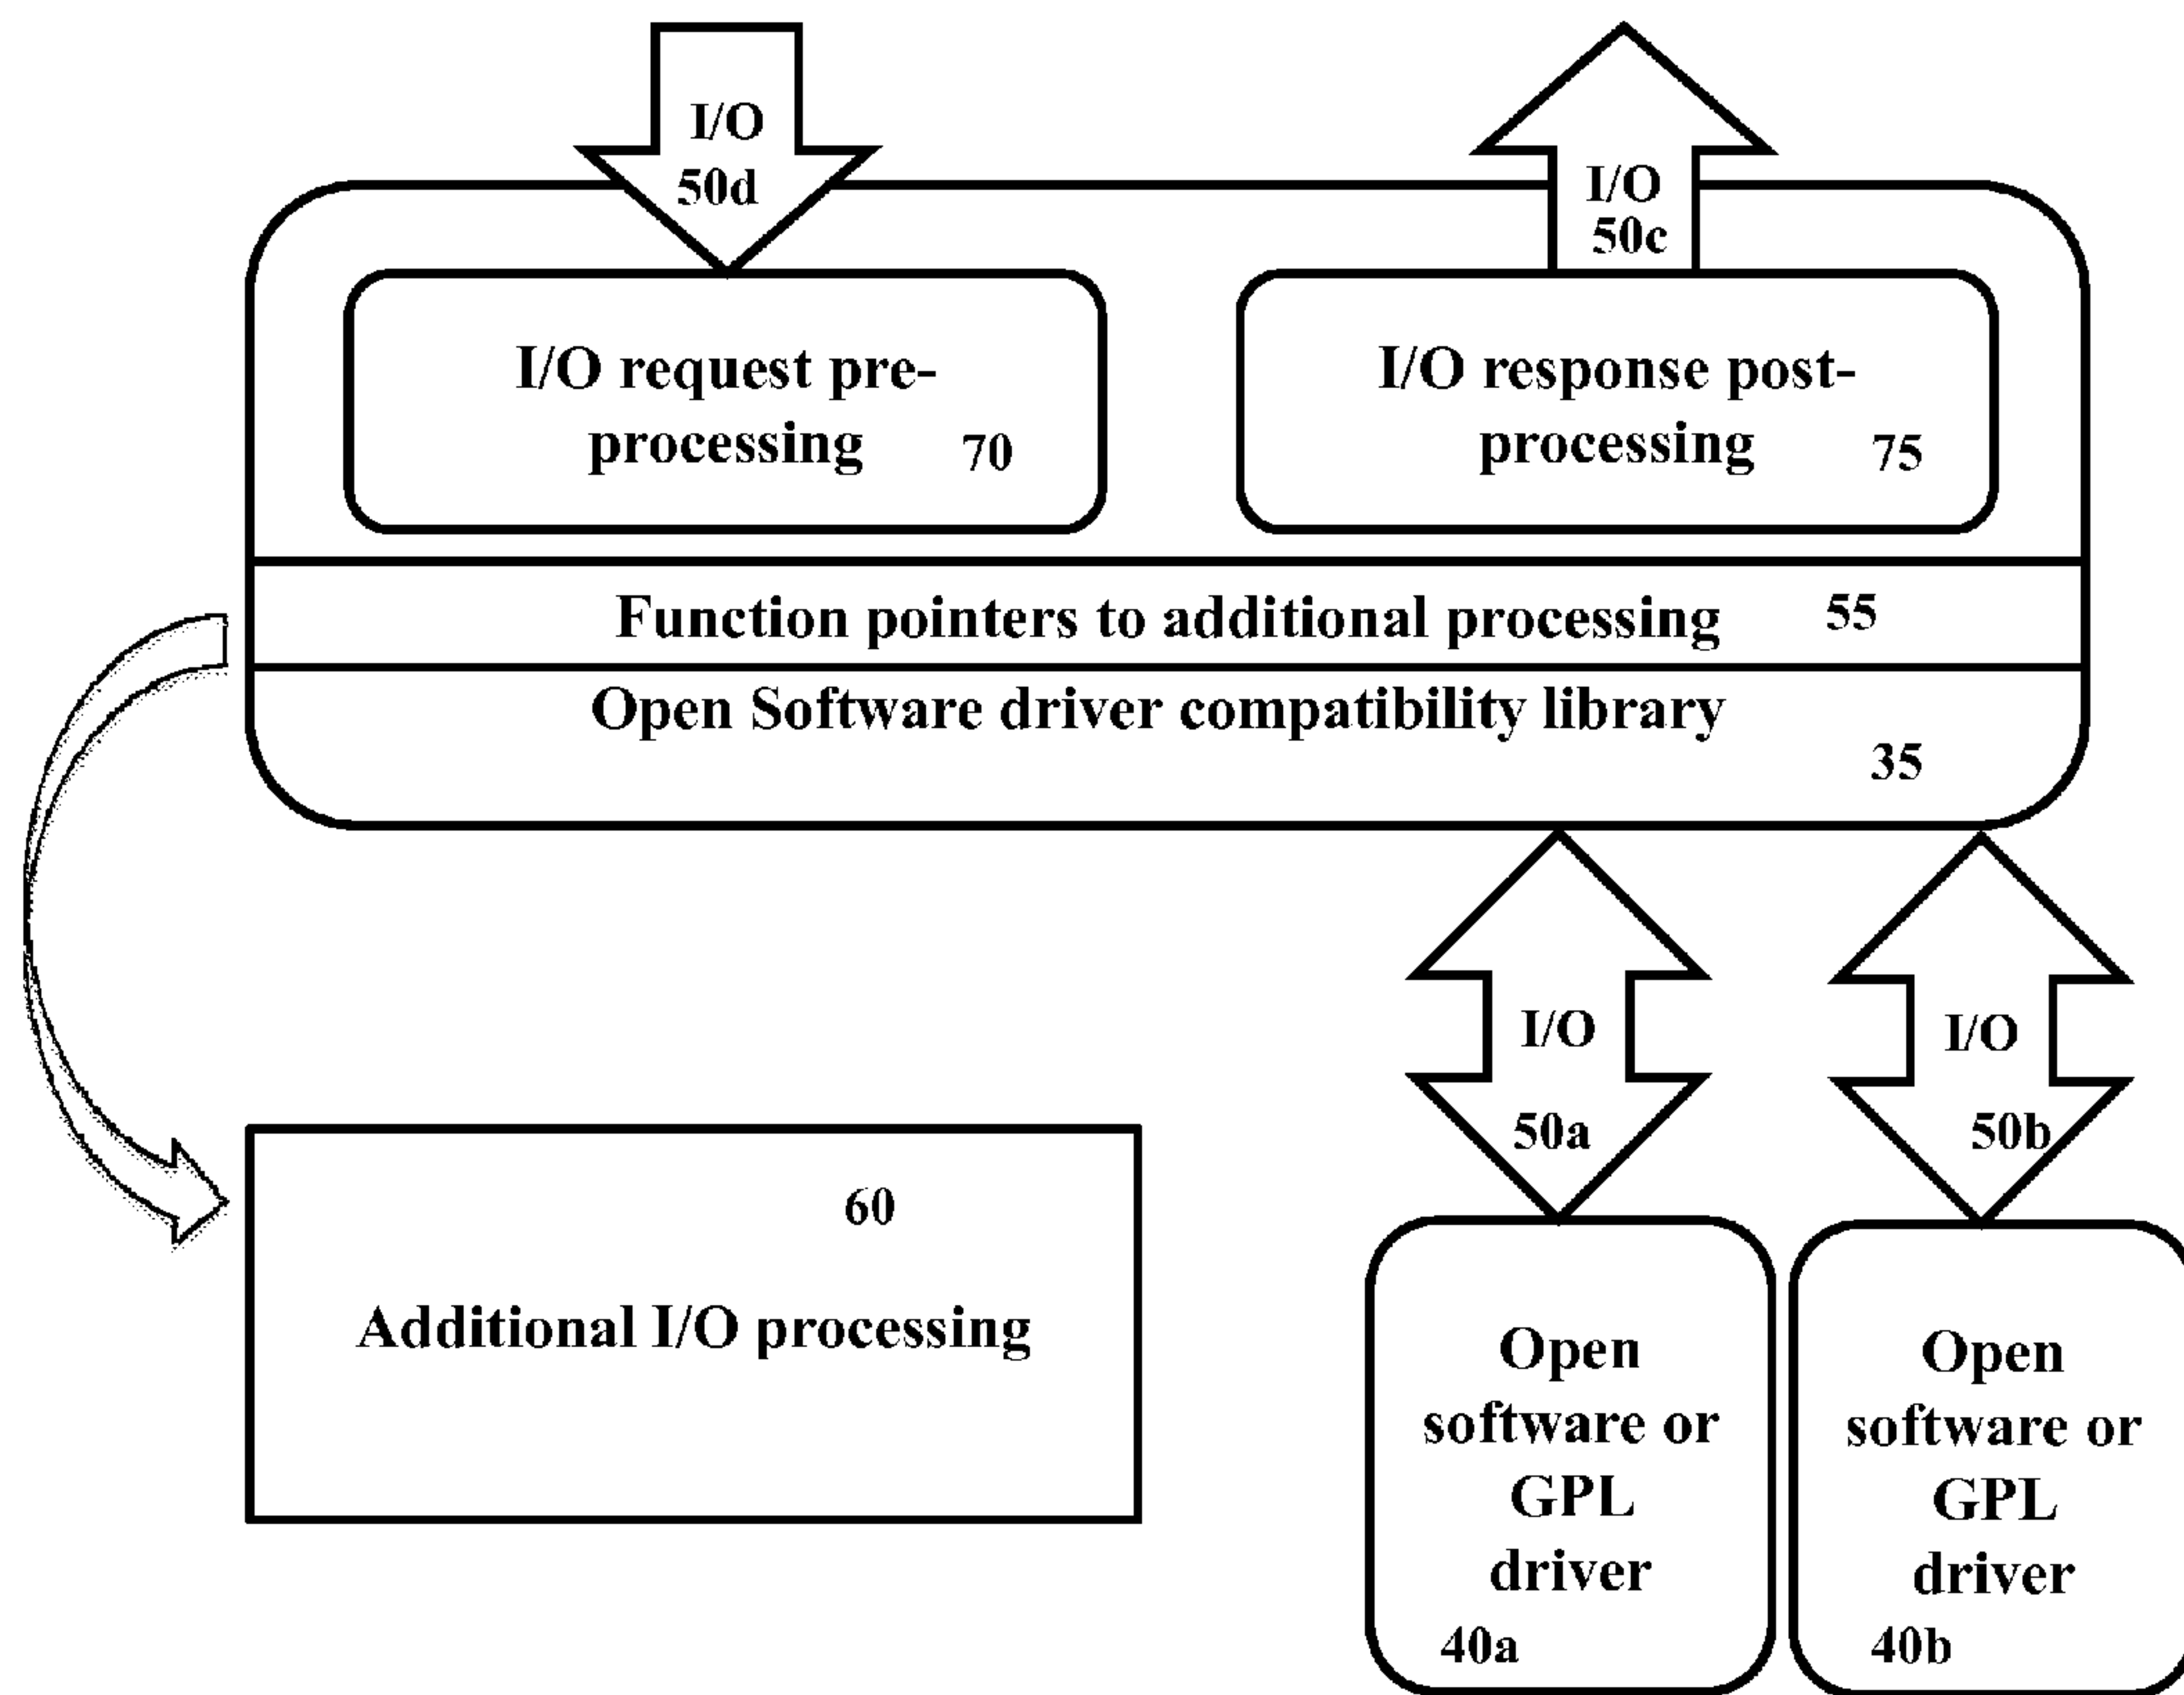 I/O
50d
I/O
50c
I/O request pre-
processing 70
I/O response post-
processing 75
Function pointers to additional processing 55
Open Software driver compatibility library
35
I/O
50a
I/O
50b
60
Additional I/O processing
Open
software or
GPL
driver
40a
Open
software or
GPL
driver
40b